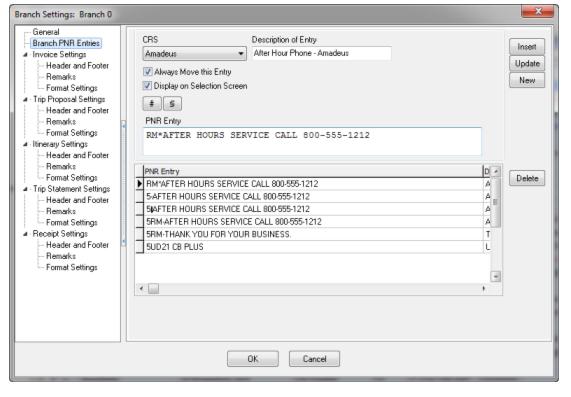 Branch Settings: Branch 0
General
Branch PNR Entries
Invoice Settings
Header and Footer
Remarks
Format Settings
Trip Proposal Settings
Header and Footer
Remarks
Format Settings
Itinerary Settings
Header and Footer
Remarks
Format Settings
Trip Statement Settings
Header and Footer
Remarks
Format Settings
Receipt Settings
Header and Footer
Remarks
Format Settings
CRS Description of Entry
Amadeus After Hour Phone - Amadeus
Always Move this Entry
Display on Selection Screen
# §
PNR Entry
RM*AFTER HOURS SERVICE CALL 800-555-1212
PNR Entry D
RM*AFTER HOURS SERVICE CALL 800-555-1212 A
5-AFTER HOURS SERVICE CALL 800-555-1212 A
AFTER HOURS SERVICE CALL 800-555-1212 A
5RM-AFTER HOURS SERVICE CALL 800-555-1212 A
5RM-THANK YOU FOR YOUR BUSINESS. T
5UD21 CB PLUS U
Insert
Update
New
Delete
OK Cancel